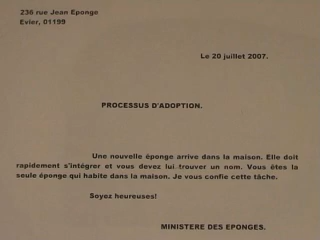 236 rue Jean Eponge
Evier, 01199
Le 20 juillet 2007.
PROCESSUS D'ADOPTION.
Une nouvelle éponge arrive dans la maison. Elle doit
rapidement s'intégrer et vous devez lui trouver un nom. Vous êtes la
seule éponge qui habite dans la maison. Je vous confie cette tâche.
Soyez heureuses!
MINISTERE DES EPONGES.